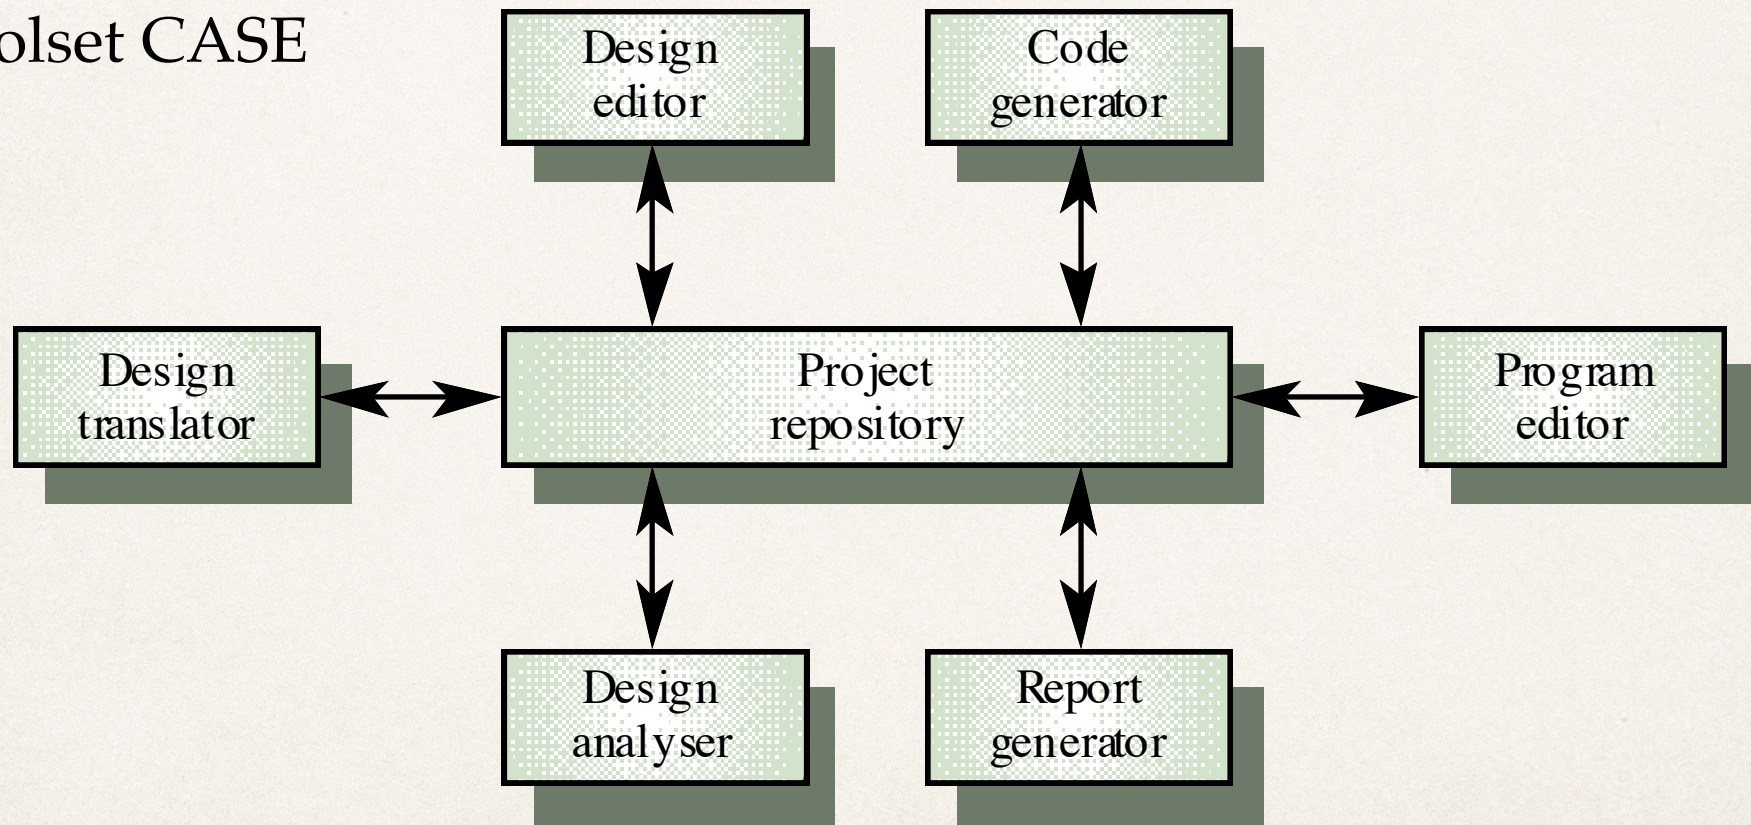 olset CASE
Design
editor
Code
generator
Design
translator
Project
repository
Program
editor
Design
analyser
Report
generator